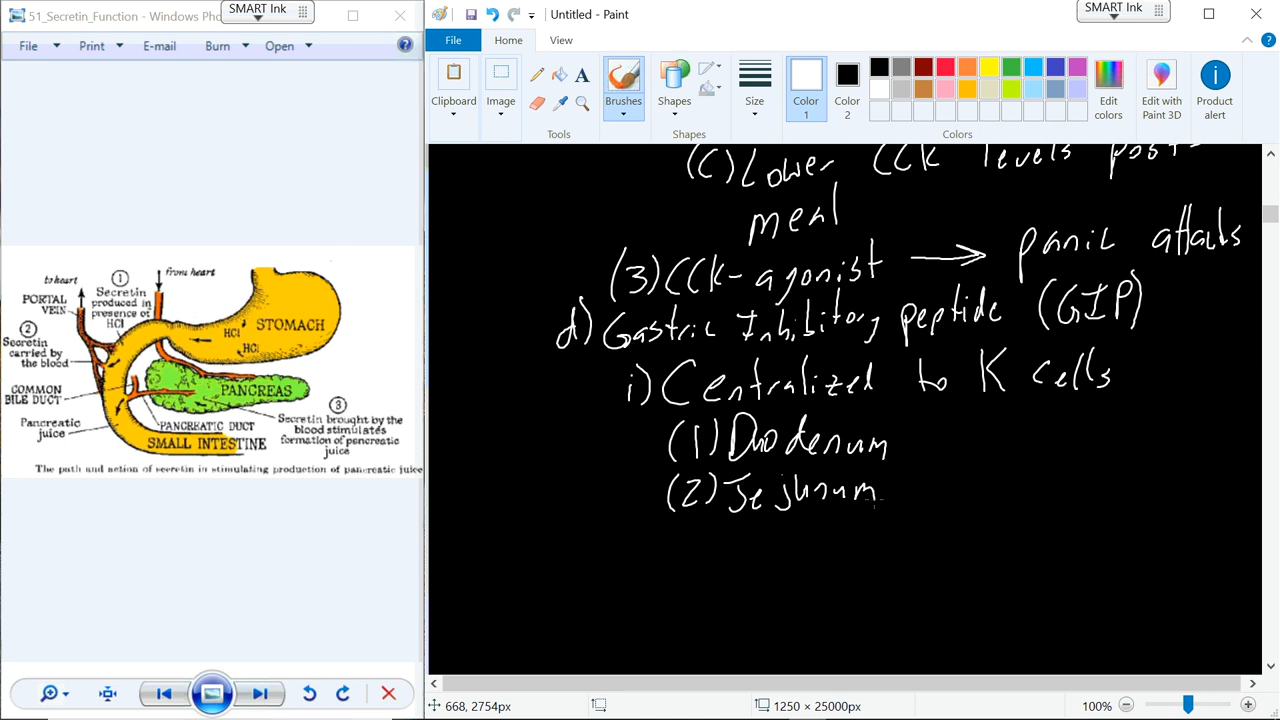 51_Secretin_Function - Windows Pho
SMART Ink
File Print E-mail Burn Open
to heart
from heart
PORTAL VEIN
1
Secretin produced in presence of HCl
2
Secretin carried by the blood
HCl
HCl
STOMACH
COMMON BILE DUCT
PANCREAS
Pancreatic juice
PANCREATIC DUCT
SMALL INTESTINE
3
Secretin brought by the blood stimulates formation of pancreatic juice
The path and action of secretin in stimulating production of pancreatic juice
Untitled - Paint
SMART Ink
File Home View
Clipboard
Image
Tools
Brushes
Shapes
Shapes
Size
Color 1
Color 2
Colors
Edit colors
Edit with Paint 3D
Product alert
(C) Lower CCK levels post-
meal
(3) CCK-agonist → panic attacks
d) Gastric Inhibitory peptide (GIP)
i) Centralized to K cells
(1) Duodenum
(2) Jejunum
668, 2754px
1250 × 25000px
100%